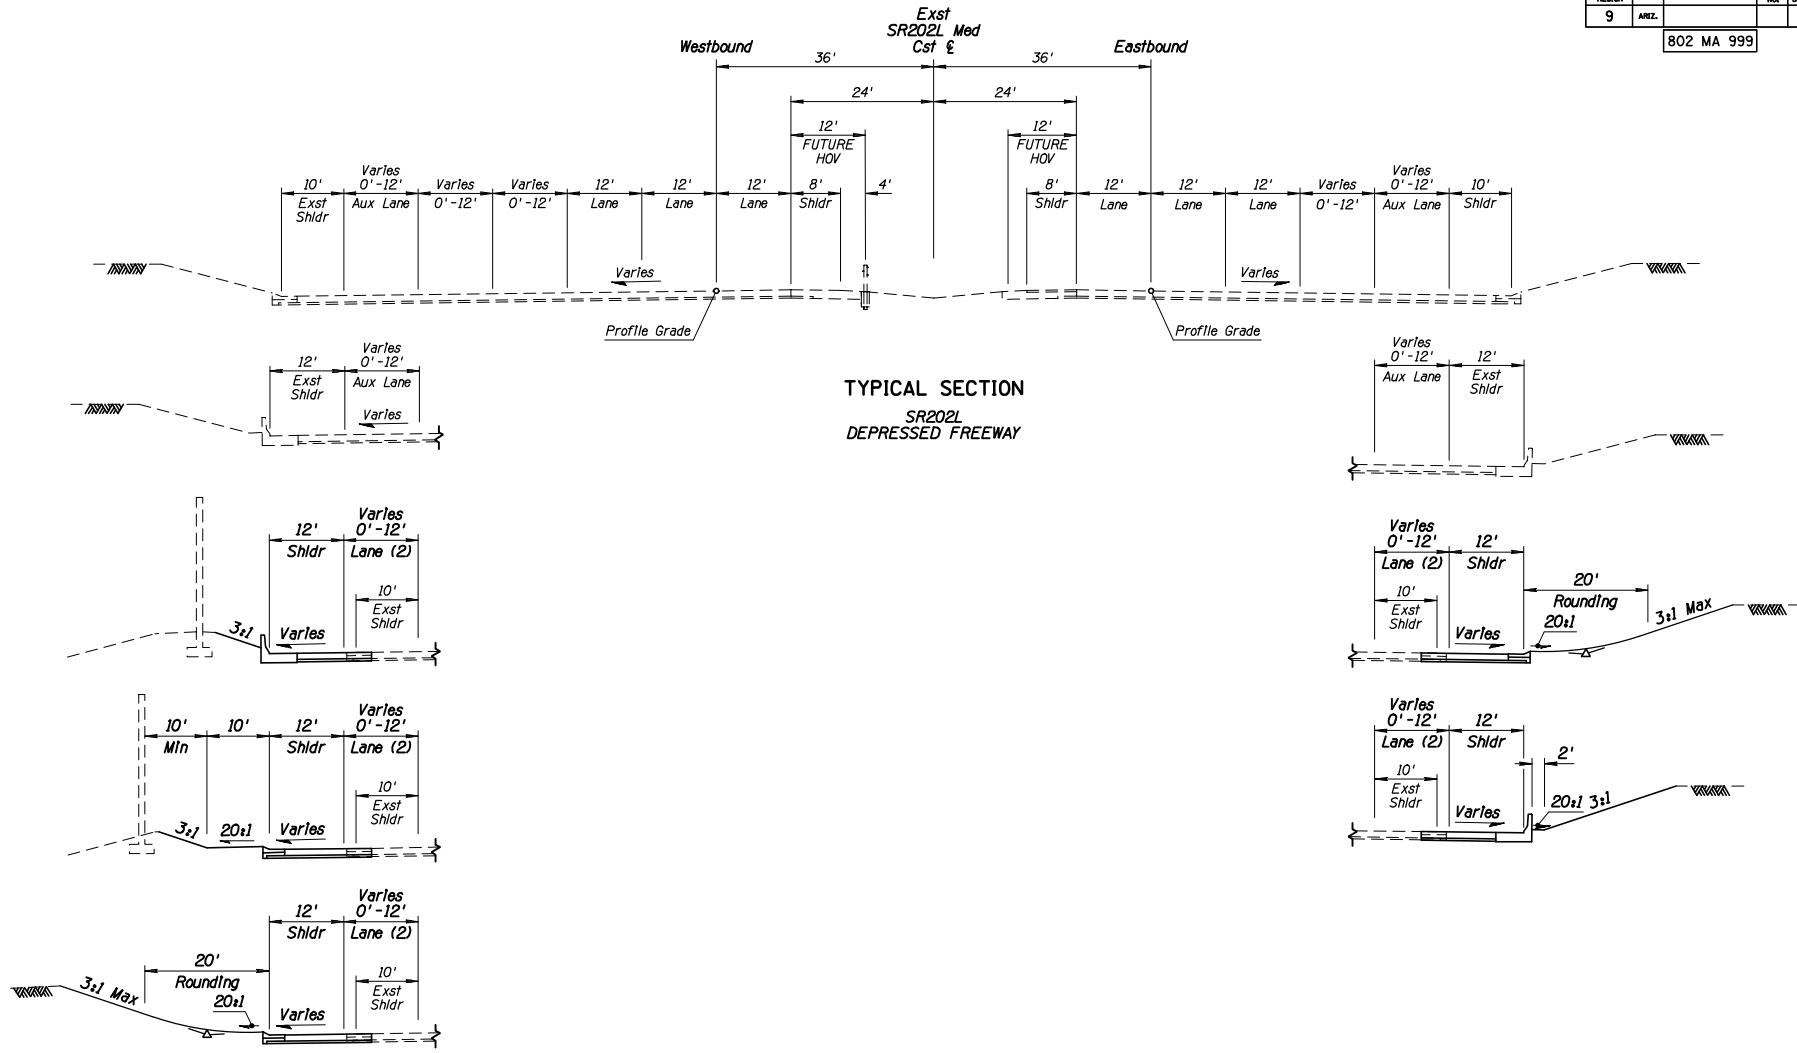 9 ARIZ.
802 MA 999
Exst
SR202L Med
Cst ℄
Westbound
Eastbound
36' 36'
24' 24'
12' 12'
FUTURE FUTURE
HOV HOV
10' Varies 0'-12' Varies 0'-12' Varies 0'-12' 12' 12' 12' 8' 4'
Exst Shldr Aux Lane Lane Lane Lane Shldr
8' 12' 12' 12' Varies 0'-12' Varies 0'-12' 10'
Shldr Lane Lane Lane Aux Lane Shldr
Varies Varies
Profile Grade Profile Grade
12' Varies 0'-12'
Exst Shldr Aux Lane
Varies
TYPICAL SECTION
SR202L
DEPRESSED FREEWAY
Varies 0'-12' 12'
Aux Lane Exst Shldr
12' Varies 0'-12'
Shldr Lane (2)
10'
Exst
Shldr
3:1 Varies
Varies 0'-12' 12'
Lane (2) Shldr
10'
Exst
Shldr
20'
Rounding
20:1
3:1 Max
Varies
10' 10' 12' Varies 0'-12'
Min Shldr Lane (2)
10'
Exst
Shldr
3:1 20:1 Varies
Varies 0'-12' 12'
Lane (2) Shldr
10'
Exst
Shldr
2'
Varies 20:1 3:1
12' Varies 0'-12'
Shldr Lane (2)
10'
Exst
Shldr
20'
Rounding
3:1 Max
20:1
Varies